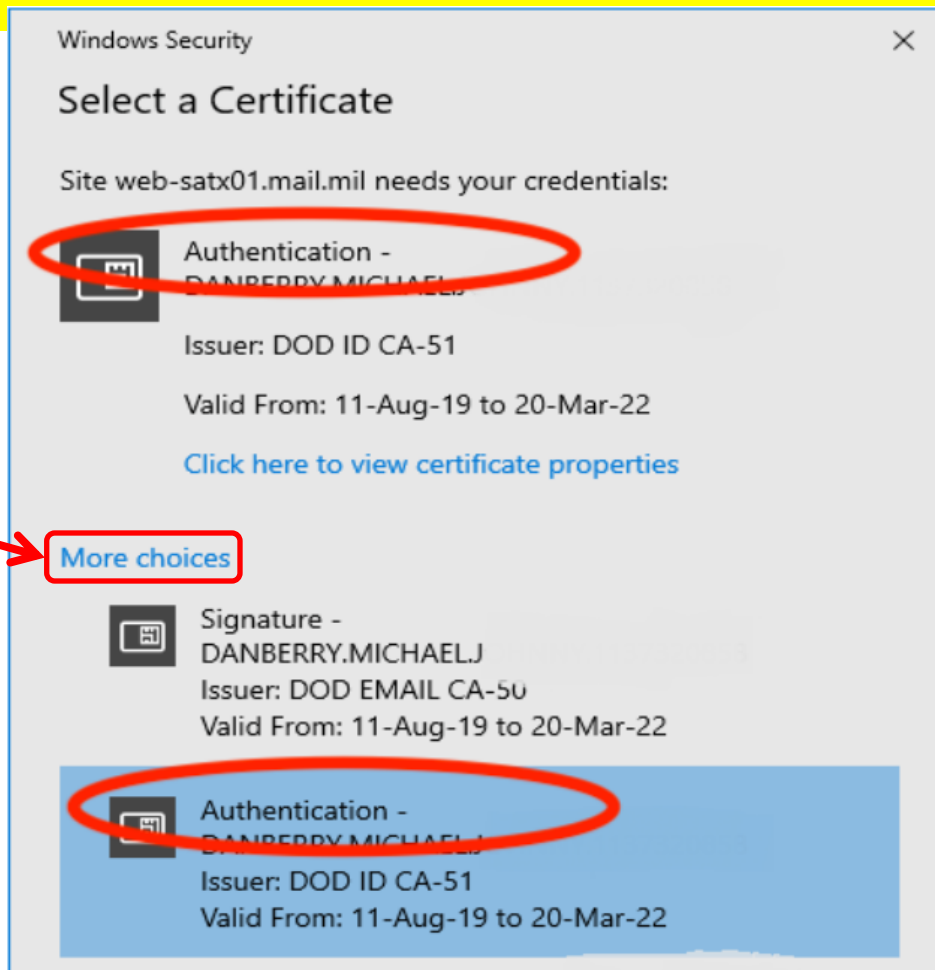 Windows Security
Select a Certificate
Site web-satx01.mail.mil needs your credentials:
Authentication -
DANBERRY.MICHAEL.J
Issuer: DOD ID CA-51
Valid From: 11-Aug-19 to 20-Mar-22
Click here to view certificate properties
More choices
Signature -
DANBERRY.MICHAEL.J
Issuer: DOD EMAIL CA-50
Valid From: 11-Aug-19 to 20-Mar-22
Authentication -
DANBERRY.MICHAEL.J
Issuer: DOD ID CA-51
Valid From: 11-Aug-19 to 20-Mar-22